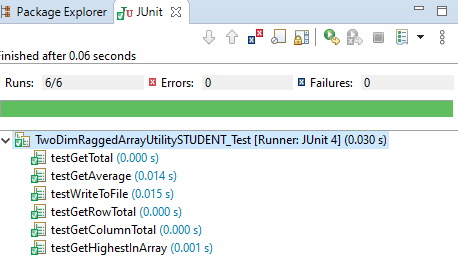 Package Explorer JUnit
Finished after 0.06 seconds
Runs: 6/6 Errors: 0 Failures: 0
TwoDimRaggedArrayUtilitySTUDENT_Test [Runner: JUnit 4] (0.030 s)
testGetTotal (0.000 s)
testGetAverage (0.014 s)
testWriteToFile (0.015 s)
testGetRowTotal (0.000 s)
testGetColumnTotal (0.000 s)
testGetHighestInArray (0.001 s)